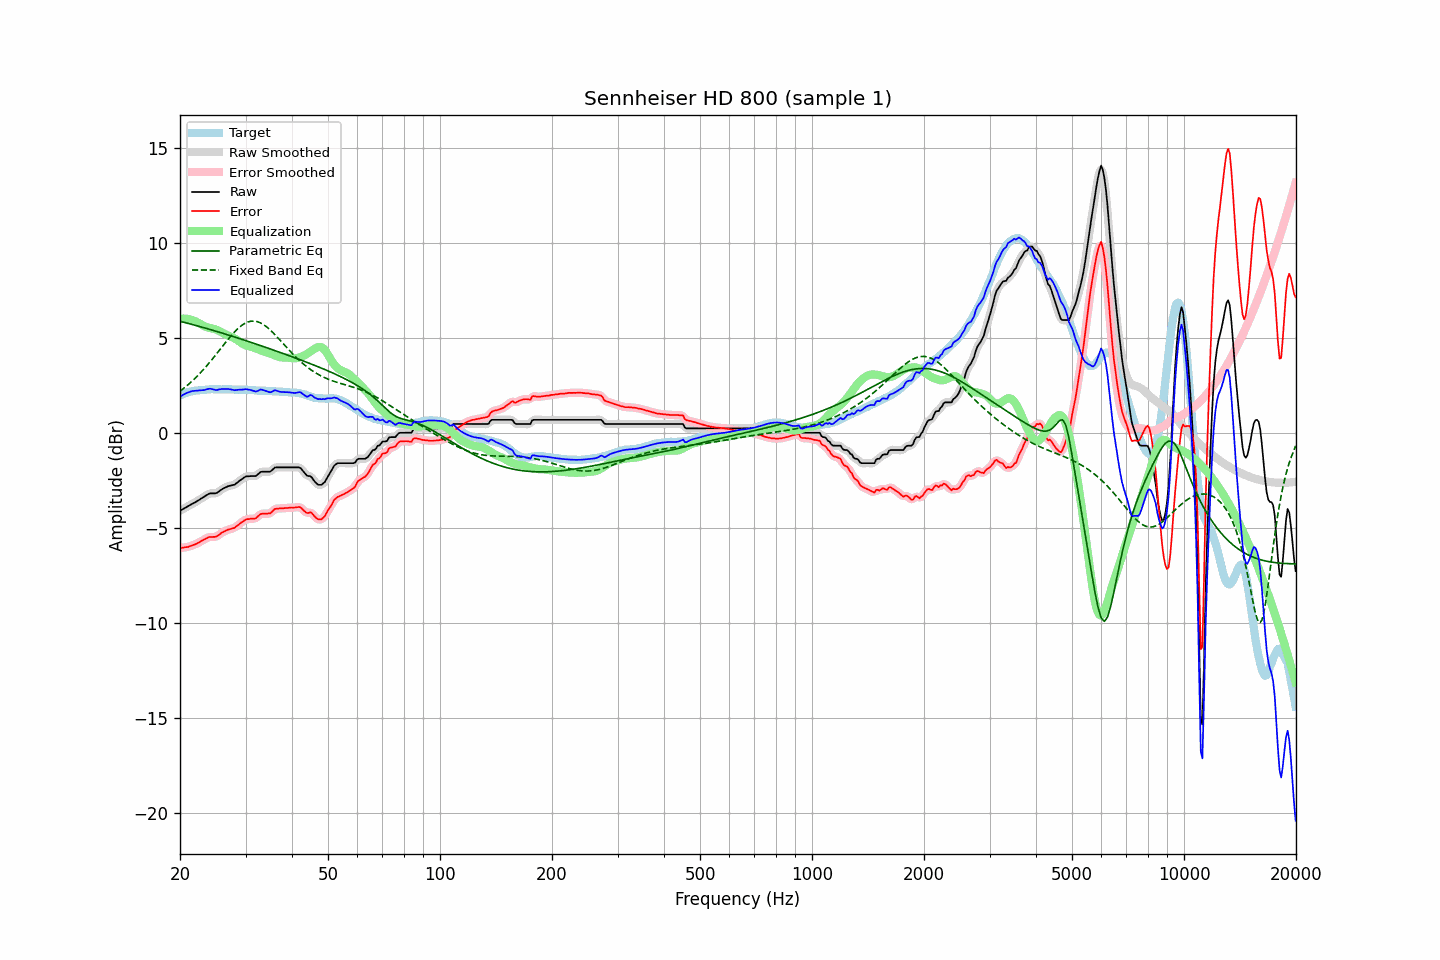 Sennheiser HD 800 (sample 1)
Target
Raw Smoothed
Error Smoothed
Raw
Error
Equalization
Parametric Eq
Fixed Band Eq
Equalized
15
10
5
0
−5
−10
−15
−20
Amplitude (dBr)
20 50 100 200 500 1000 2000 5000 10000 20000
Frequency (Hz)